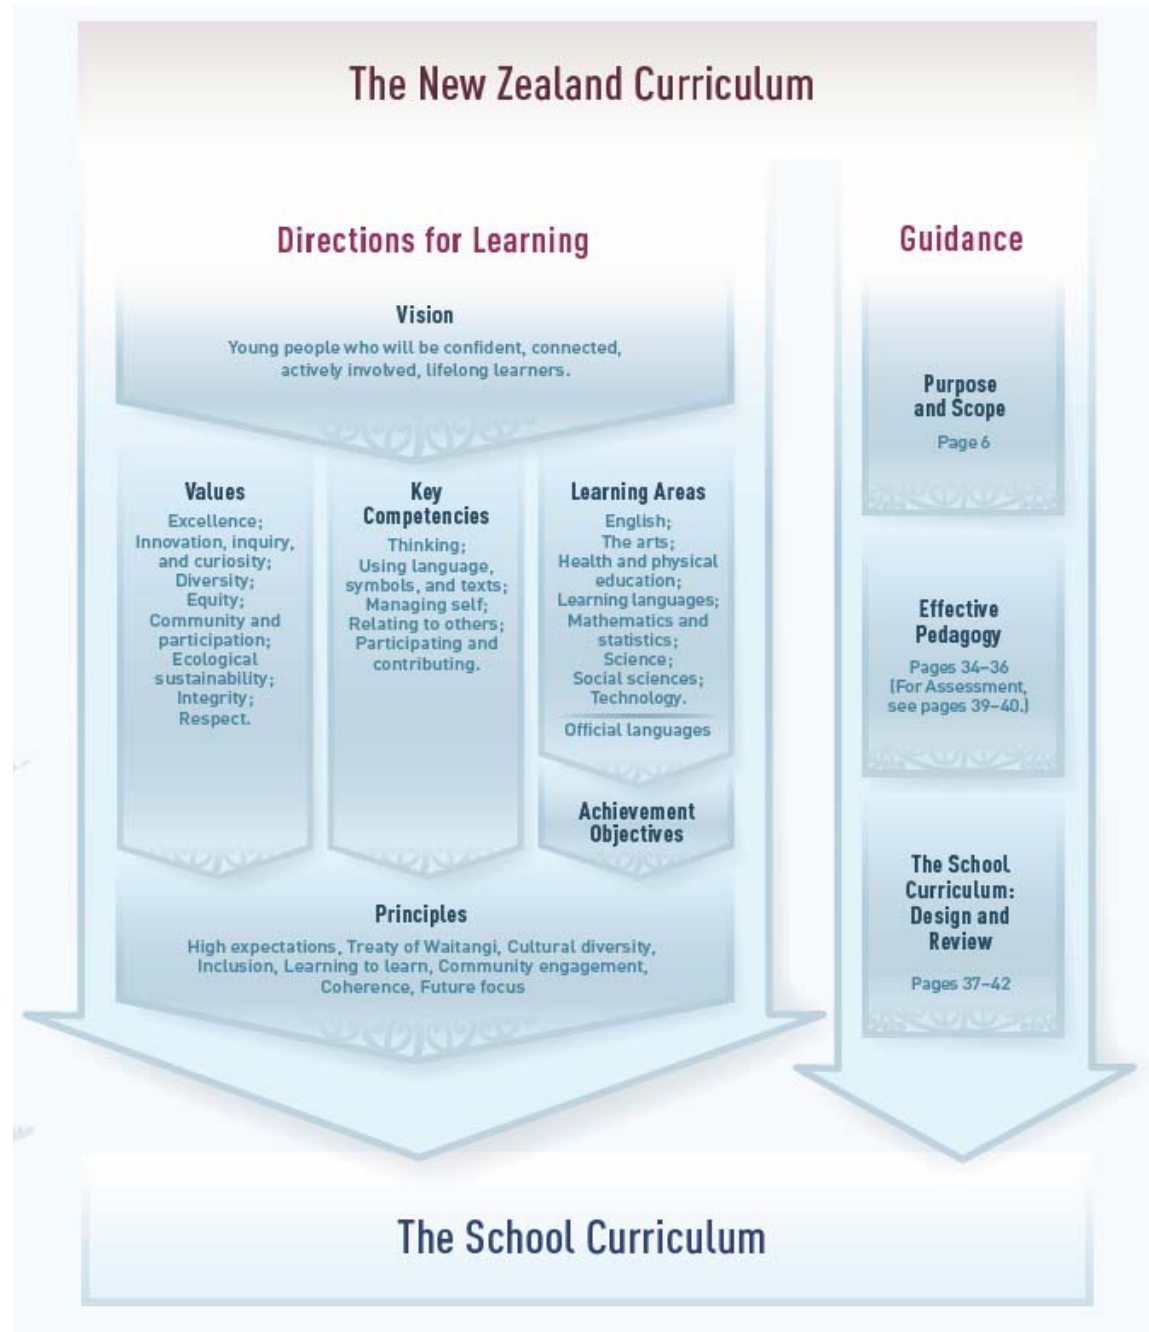 The New Zealand Curriculum
Directions for Learning
Vision
Young people who will be confident, connected,
actively involved, lifelong learners.
Values
Excellence;
Innovation, inquiry,
and curiosity;
Diversity;
Equity;
Community and
participation;
Ecological
sustainability;
Integrity;
Respect.
Key
Competencies
Thinking;
Using language,
symbols, and texts;
Managing self;
Relating to others;
Participating and
contributing.
Learning Areas
English;
The arts;
Health and physical
education;
Learning languages;
Mathematics and
statistics;
Science;
Social sciences;
Technology.
Official languages
Achievement
Objectives
Principles
High expectations, Treaty of Waitangi, Cultural diversity,
Inclusion, Learning to learn, Community engagement,
Coherence, Future focus
Guidance
Purpose
and Scope
Page 6
Effective
Pedagogy
Pages 34–36
(For Assessment,
see pages 39–40.)
The School
Curriculum:
Design and
Review
Pages 37–42
The School Curriculum